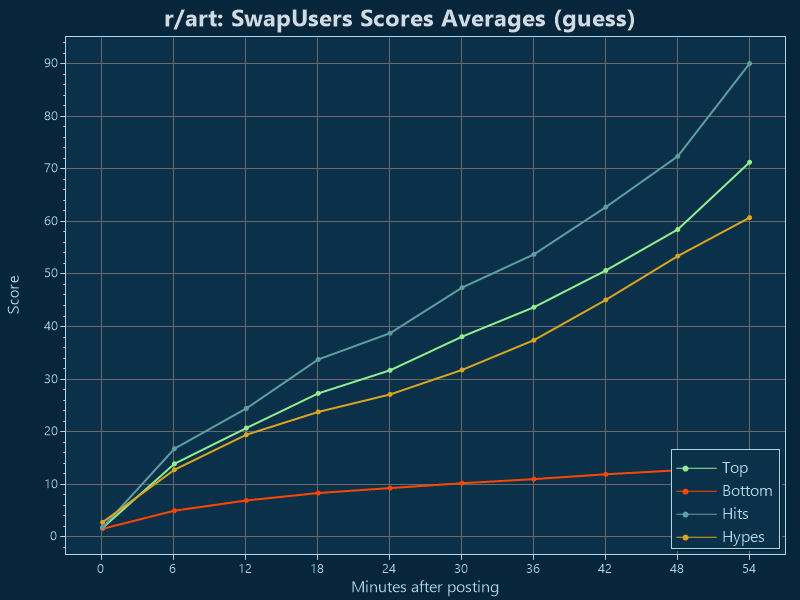 r/art: SwapUsers Scores Averages (guess)
Score
90
80
70
60
50
40
30
20
10
0
Top
Bottom
Hits
Hypes
0 6 12 18 24 30 36 42 48 54
Minutes after posting